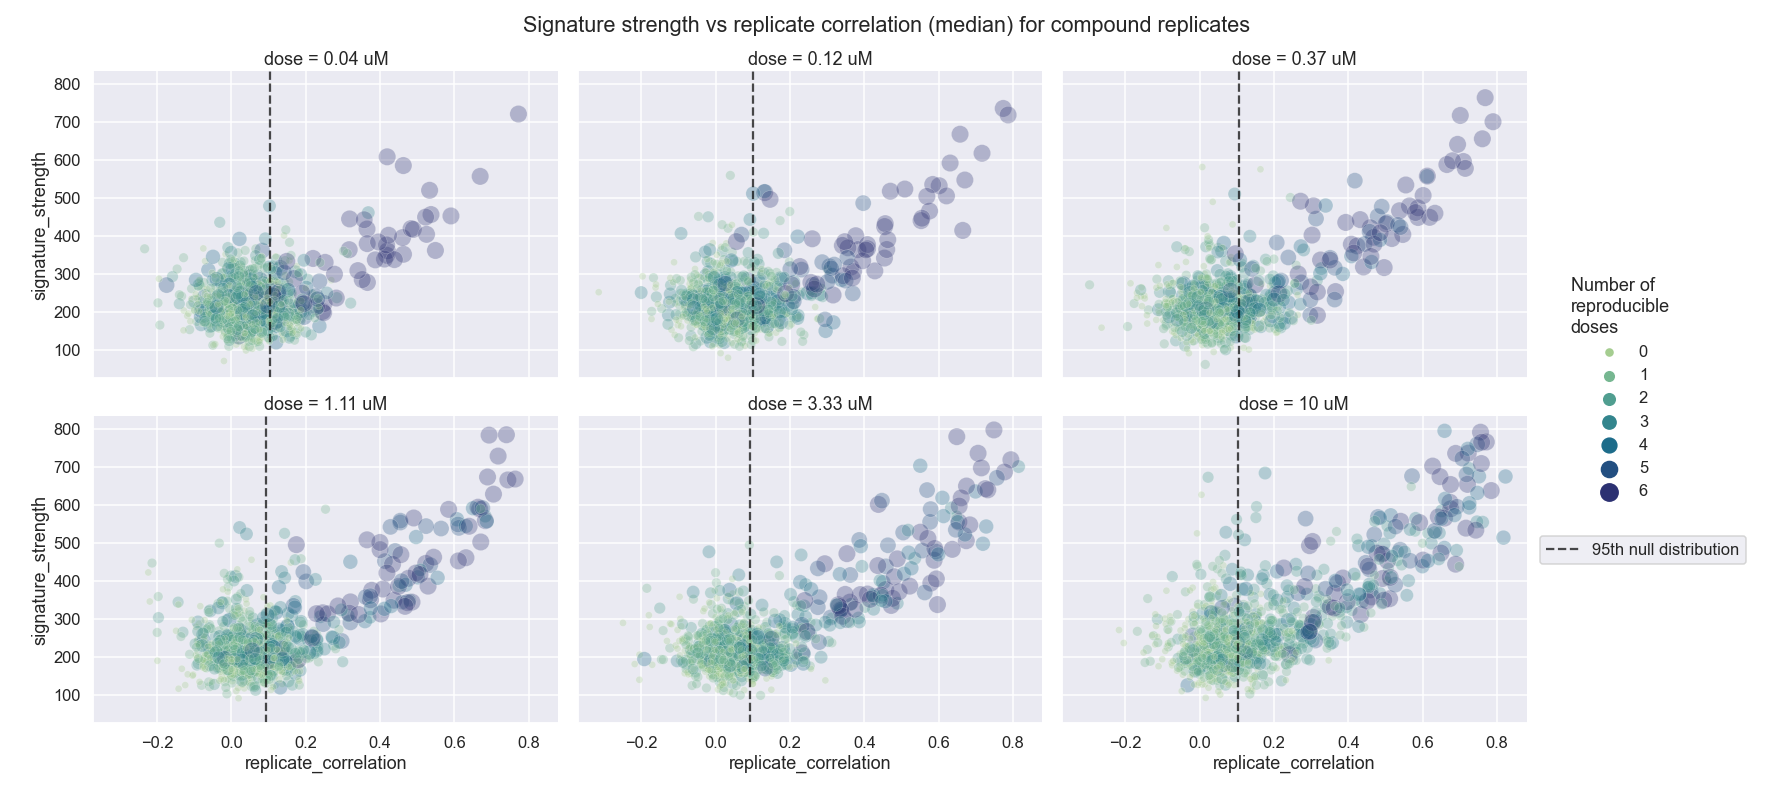 Signature strength vs replicate correlation (median) for compound replicates
dose = 0.04 uM
dose = 0.12 uM
dose = 0.37 uM
800
700
600
500
400
300
200
100
signature_strength
dose = 1.11 uM
dose = 3.33 uM
dose = 10 uM
800
700
600
500
400
300
200
100
signature_strength
−0.2 0.0 0.2 0.4 0.6 0.8
−0.2 0.0 0.2 0.4 0.6 0.8
−0.2 0.0 0.2 0.4 0.6 0.8
replicate_correlation
replicate_correlation
replicate_correlation
Number of
reproducible
doses
0
1
2
3
4
5
6
95th null distribution